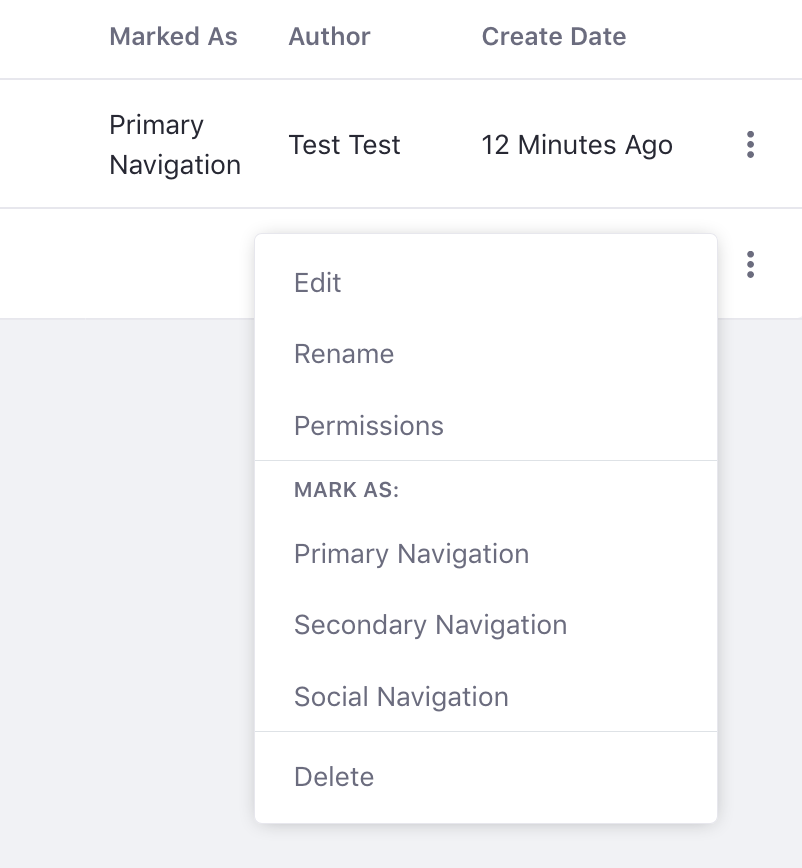 Marked As Author Create Date
Primary
Navigation
Test Test
12 Minutes Ago
Edit
Rename
Permissions
MARK AS:
Primary Navigation
Secondary Navigation
Social Navigation
Delete